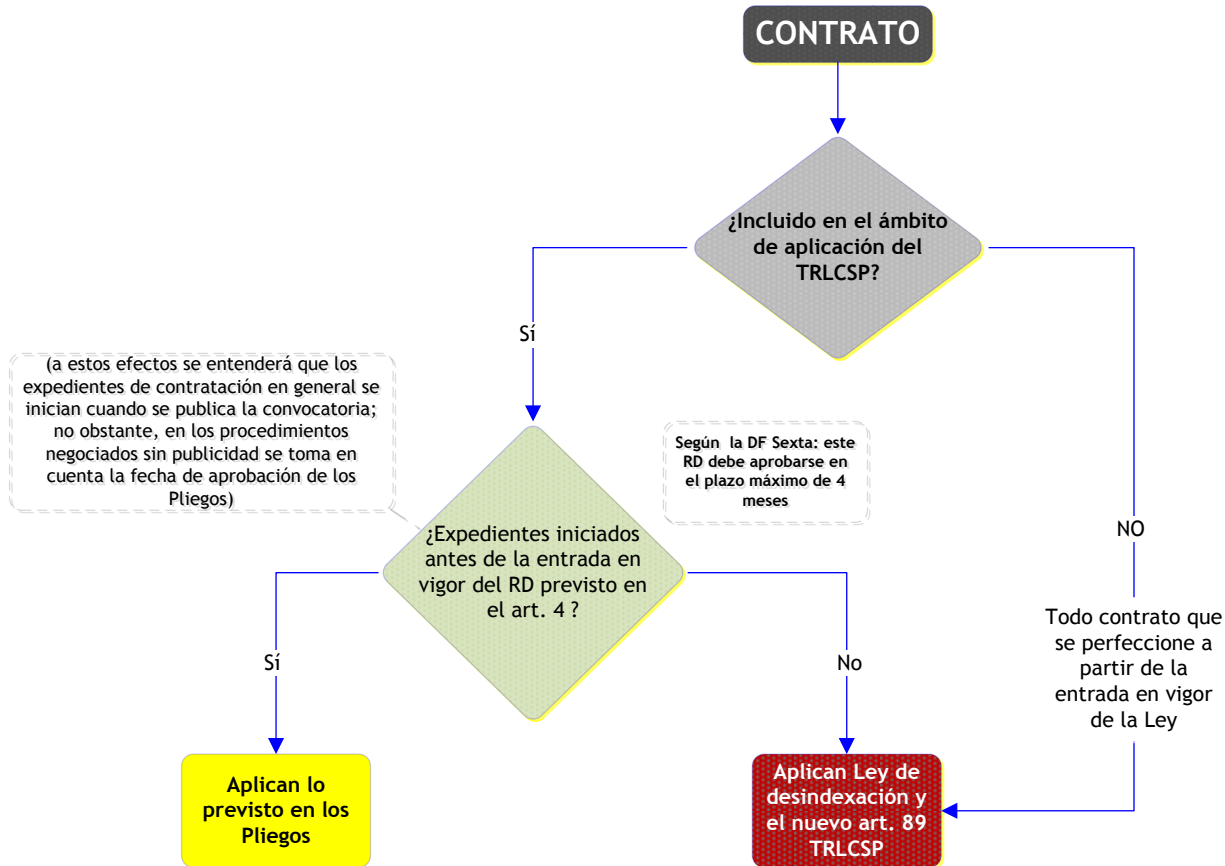 CONTRATO
¿Incluido en el ámbito
de aplicación del
TRLCSP?
Sí
NO
(a estos efectos se entenderá que los
expedientes de contratación en general se
inician cuando se publica la convocatoria;
no obstante, en los procedimientos
negociados sin publicidad se toma en
cuenta la fecha de aprobación de los
Pliegos)
Según la DF Sexta: este
RD debe aprobarse en
el plazo máximo de 4
meses
¿Expedientes iniciados
antes de la entrada en
vigor del RD previsto en
el art. 4 ?
Sí
No
Todo contrato que
se perfeccione a
partir de la
entrada en vigor
de la Ley
Aplican lo
previsto en los
Pliegos
Aplican Ley de
desindexación y
el nuevo art. 89
TRLCSP